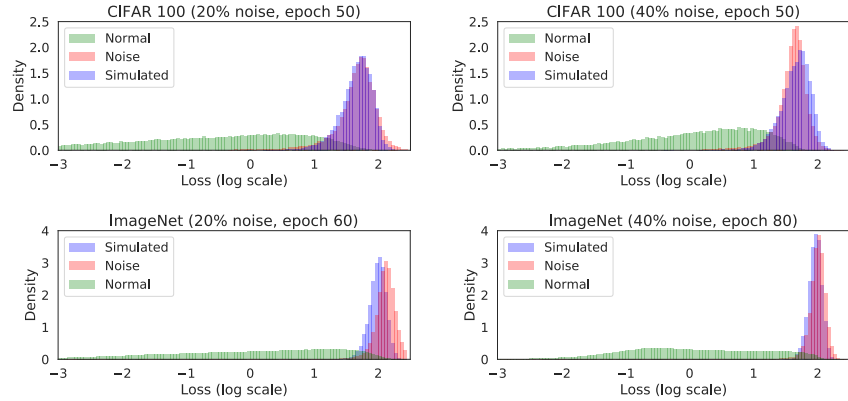 CIFAR 100 (20% noise, epoch 50)
2.5
2.0
1.5
1.0
0.5
0.0
Density
Normal
Noise
Simulated
−3 −2 −1 0 1 2
Loss (log scale)
CIFAR 100 (40% noise, epoch 50)
2.5
2.0
1.5
1.0
0.5
0.0
Density
Normal
Noise
Simulated
−3 −2 −1 0 1 2
Loss (log scale)
ImageNet (20% noise, epoch 60)
4
3
2
1
0
Density
Simulated
Noise
Normal
−3 −2 −1 0 1 2
Loss (log scale)
ImageNet (40% noise, epoch 80)
4
3
2
1
0
Density
Simulated
Noise
Normal
−3 −2 −1 0 1 2
Loss (log scale)